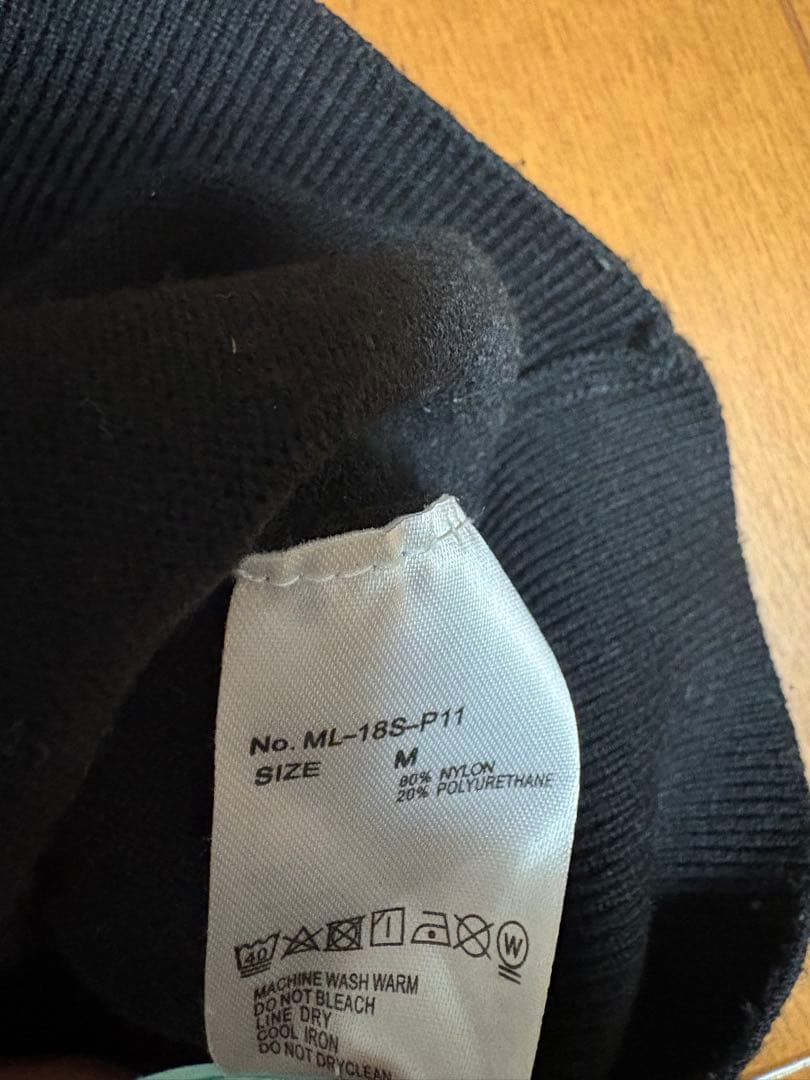 No. ML-18S-P11
SIZE M
80% NYLON
20% POLYURETHANE
40 W
MACHINE WASH WARM
DO NOT BLEACH
LINE DRY
COOL IRON
DO NOT DRYCLEAN